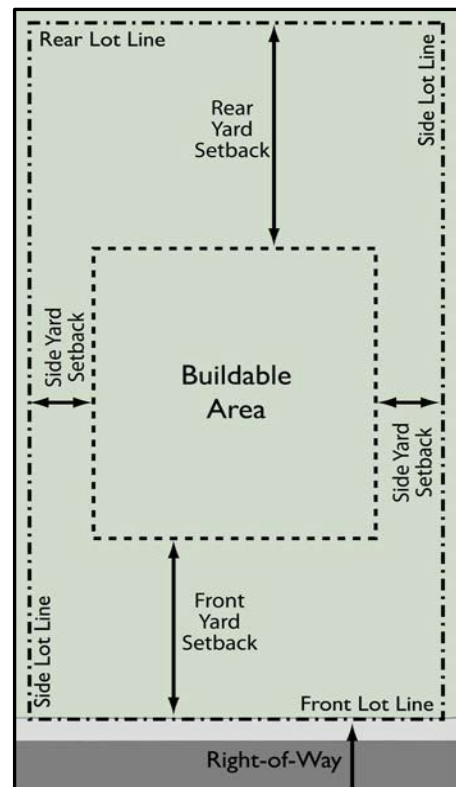 Rear Lot Line
Side Lot Line
Rear
Yard
Setback
Side Yard
Setback
Buildable
Area
Side Yard
Setback
Side Lot Line
Front
Yard
Setback
Front Lot Line
Right-of-Way